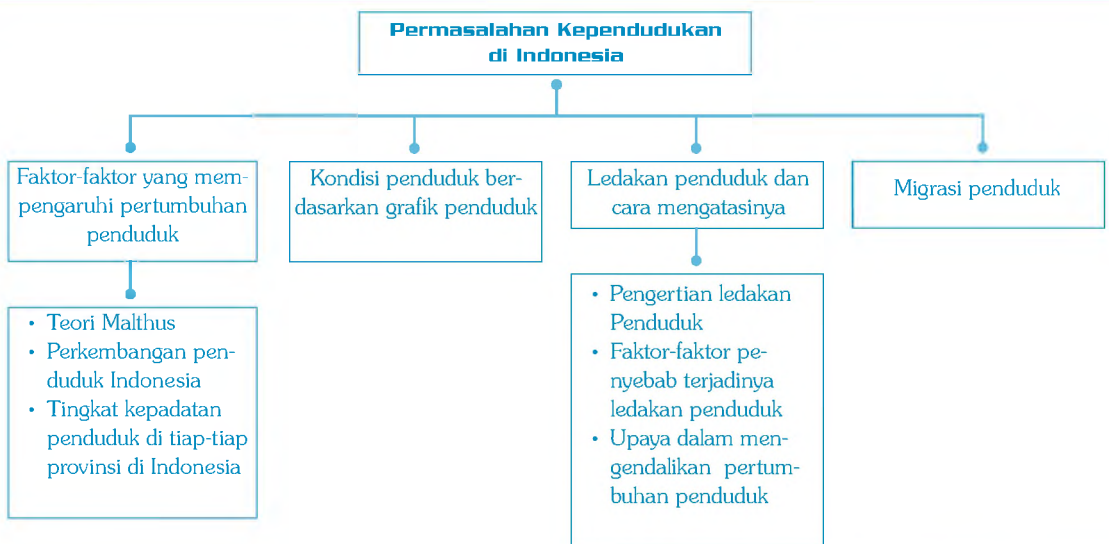 Permasalahan Kependudukan
di Indonesia
Faktor-faktor yang mem-
pengaruhi pertumbuhan
penduduk
Kondisi penduduk ber-
dasarkan grafik penduduk
Ledakan penduduk dan
cara mengatasinya
Migrasi penduduk
• Teori Malthus
• Perkembangan pen-
duduk Indonesia
• Tingkat kepadatan
penduduk di tiap-tiap
provinsi di Indonesia
• Pengertian ledakan
Penduduk
• Faktor-faktor pe-
nyebab terjadinya
ledakan penduduk
• Upaya dalam men-
gendalikan pertum-
buhan penduduk